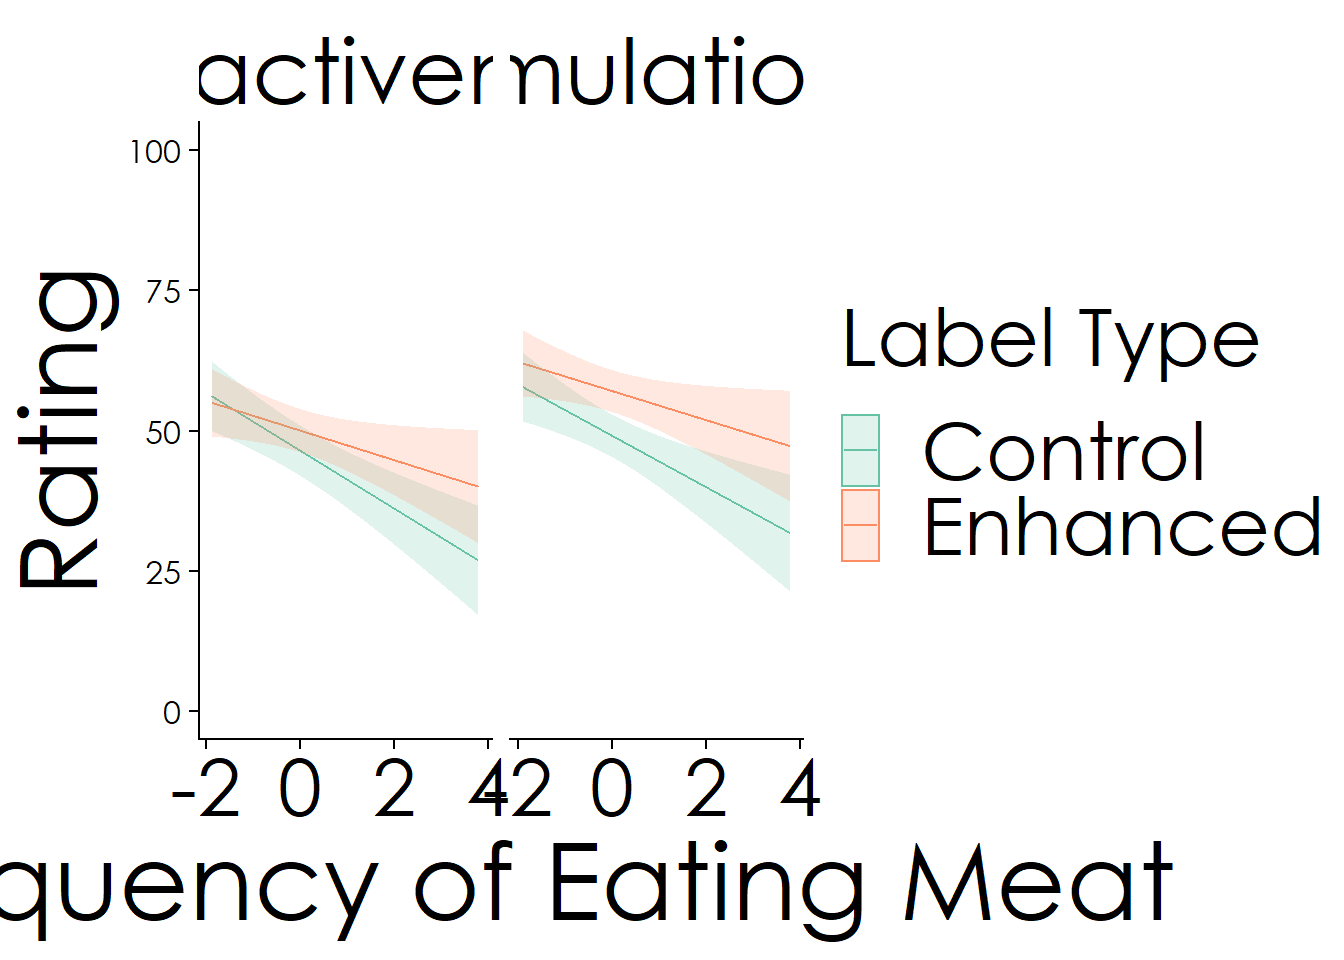 activer
mulatio
100
75
50
25
0
Rating
-2 0 2 4
-2 0 2 4
quency of Eating Meat
Label Type
Control
Enhanced